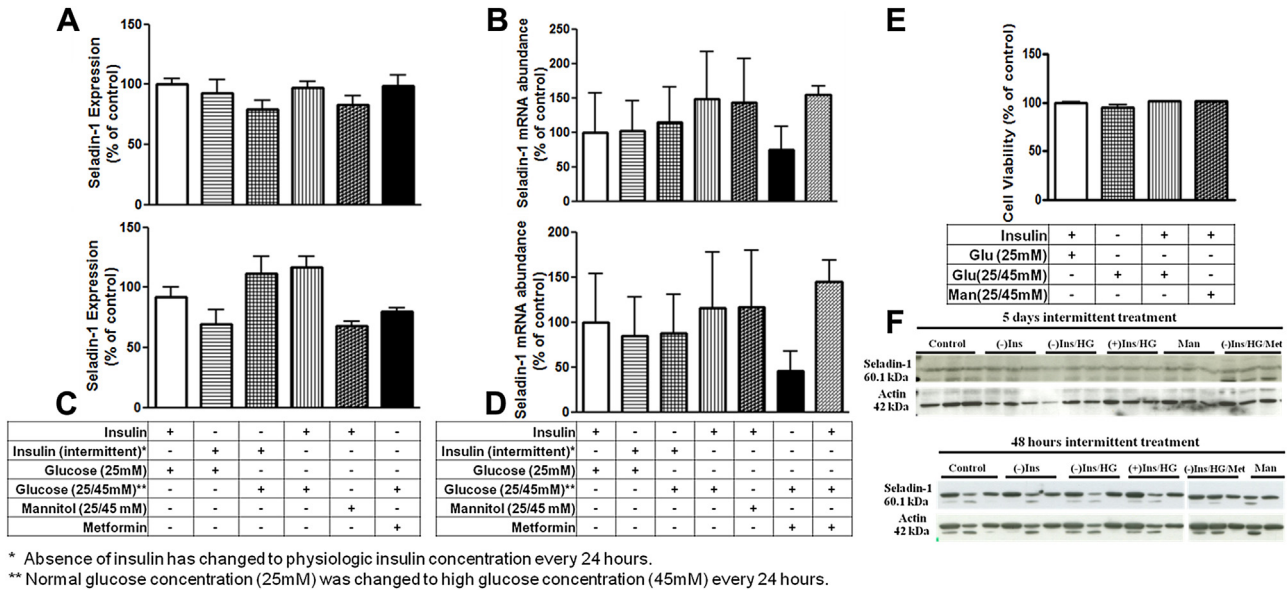 A
Seladin-1 Expression
(% of control)
150
100
50
0
B
Seladin-1 mRNA abundance
(% of control)
250
200
150
100
50
0
E
Cell Viability (% of control)
150
100
50
0
Insulin + - + +
Glu (25mM) + - - -
Glu(25/45mM) - + + -
Man(25/45mM) - - - +
C
Seladin-1 Expression
(% of control)
150
100
50
0
Insulin + - - + + -
Insulin (intermittent)* - + + - - -
Glucose (25mM) + + - - - -
Glucose (25/45mM)** - - + + - +
Mannitol (25/45 mM) - - - - + -
Metformin - - - - - +
D
Seladin-1 mRNA abundance
(% of control)
200
150
100
50
0
Insulin + - - + + - +
Insulin (intermittent)* - + + - - - -
Glucose (25mM) + + - - - - -
Glucose (25/45mM)** - - + + - + +
Mannitol (25/45 mM) - - - - + - -
Metformin - - - - - + +
F
5 days intermittent treatment
Control (-)Ins (-)Ins/HG (+)Ins/HG Man (-)Ins/HG/Met
Seladin-1
60.1 kDa
Actin
42 kDa
48 hours intermittent treatment
Control (-)Ins (-)Ins/HG (+)Ins/HG (-)Ins/HG/Met Man
Seladin-1
60.1 kDa
Actin
42 kDa
* Absence of insulin has changed to physiologic insulin concentration every 24 hours.
** Normal glucose concentration (25mM) was changed to high glucose concentration (45mM) every 24 hours.